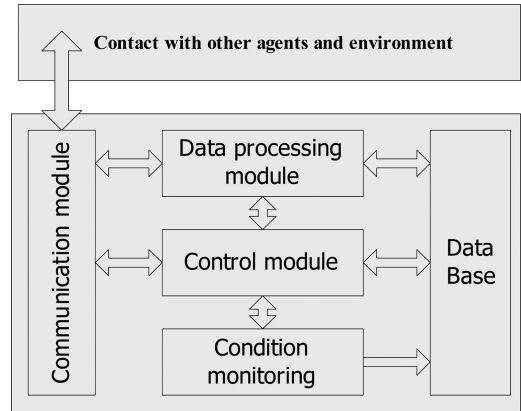 Contact with other agents and environment
Communication module
Data processing
module
Control module
Condition
monitoring
Data
Base